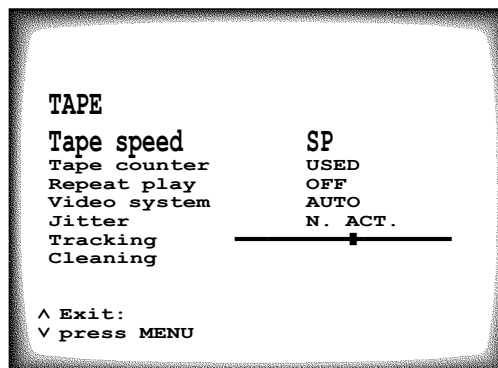 TAPE
Tape speed SP
Tape counter USED
Repeat play OFF
Video system AUTO
Jitter N. ACT.
Tracking
Cleaning
Exit:
press MENU